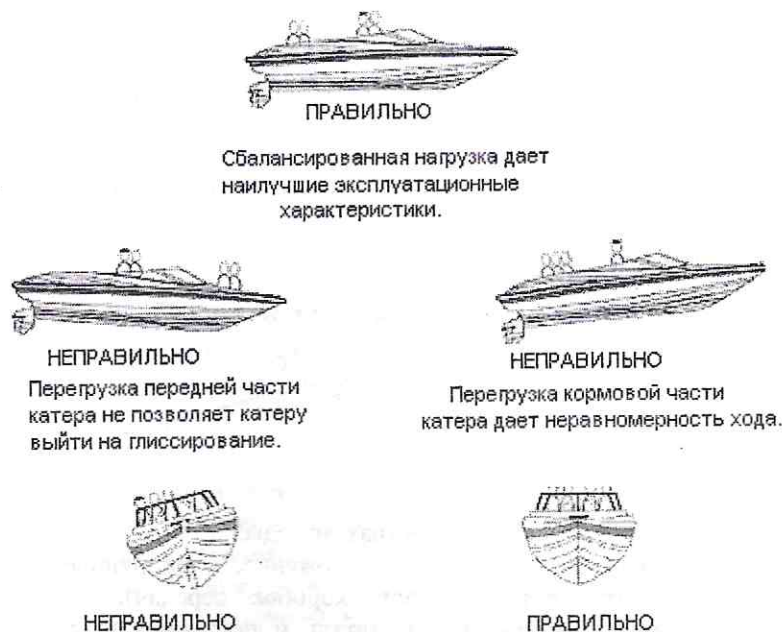 ПРАВИЛЬНО
Сбалансированная нагрузка дает
наилучшие эксплуатационные
характеристики.
НЕПРАВИЛЬНО
Перегрузка передней части
катера не позволяет катеру
выйти на глиссирование.
НЕПРАВИЛЬНО
Перегрузка кормовой части
катера дает неравномерность хода.
НЕПРАВИЛЬНО
ПРАВИЛЬНО